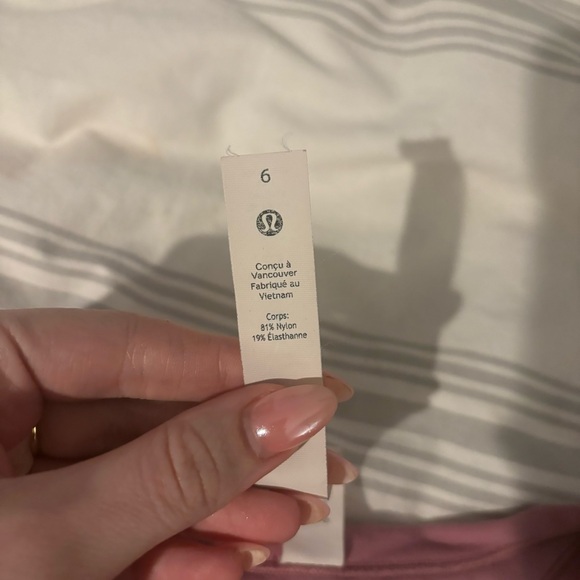 6
Conçu à
Vancouver
Fabriqué au
Vietnam
Corps:
81% Nylon
19% Élasthanne